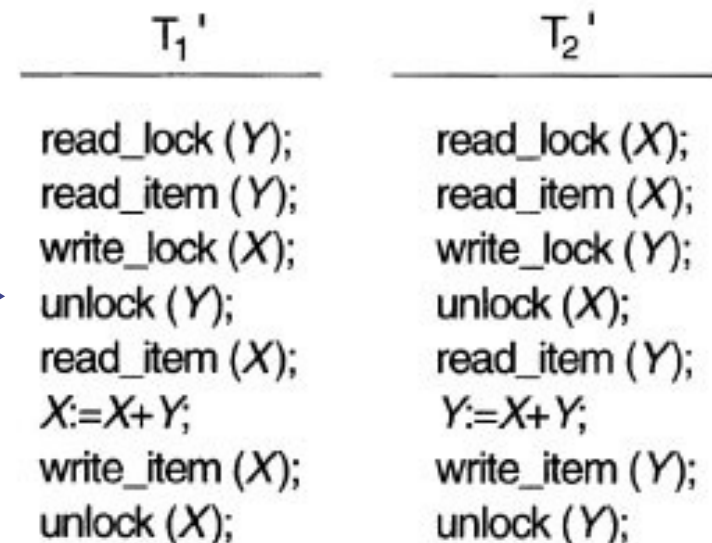 T₁'
read_lock (Y);
read_item (Y);
write_lock (X);
unlock (Y);
read_item (X);
X:=X+Y;
write_item (X);
unlock (X);
T₂'
read_lock (X);
read_item (X);
write_lock (Y);
unlock (X);
read_item (Y);
Y:=X+Y;
write_item (Y);
unlock (Y);